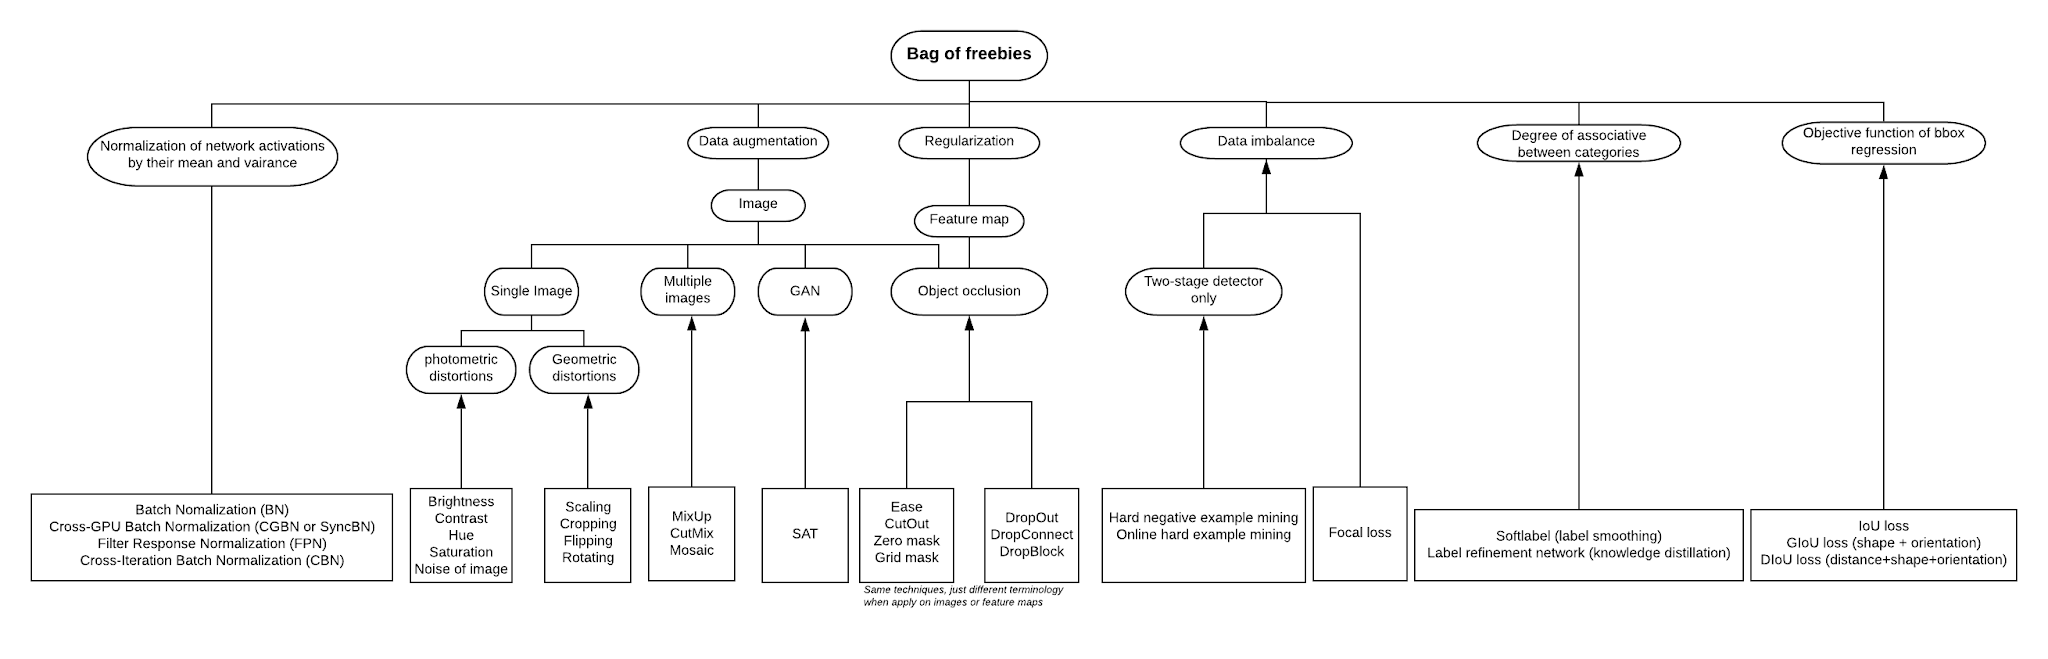 Bag of freebies
Normalization of network activations
by their mean and vairance
Data augmentation
Regularization
Data imbalance
Degree of associative
between categories
Objective function of bbox
regression
Image
Feature map
Single Image
Multiple
images
GAN
Object occlusion
Two-stage detector
only
photometric
distortions
Geometric
distortions
Batch Nomalization (BN)
Cross-GPU Batch Normalization (CGBN or SyncBN)
Filter Response Normalization (FPN)
Cross-Iteration Batch Normalization (CBN)
Brightness
Contrast
Hue
Saturation
Noise of image
Scaling
Cropping
Flipping
Rotating
MixUp
CutMix
Mosaic
SAT
Ease
CutOut
Zero mask
Grid mask
DropOut
DropConnect
DropBlock
Same techniques, just different terminology
when apply on images or feature maps
Hard negative example mining
Online hard example mining
Focal loss
Softlabel (label smoothing)
Label refinement network (knowledge distillation)
IoU loss
GIoU loss (shape + orientation)
DIoU loss (distance+shape+orientation)